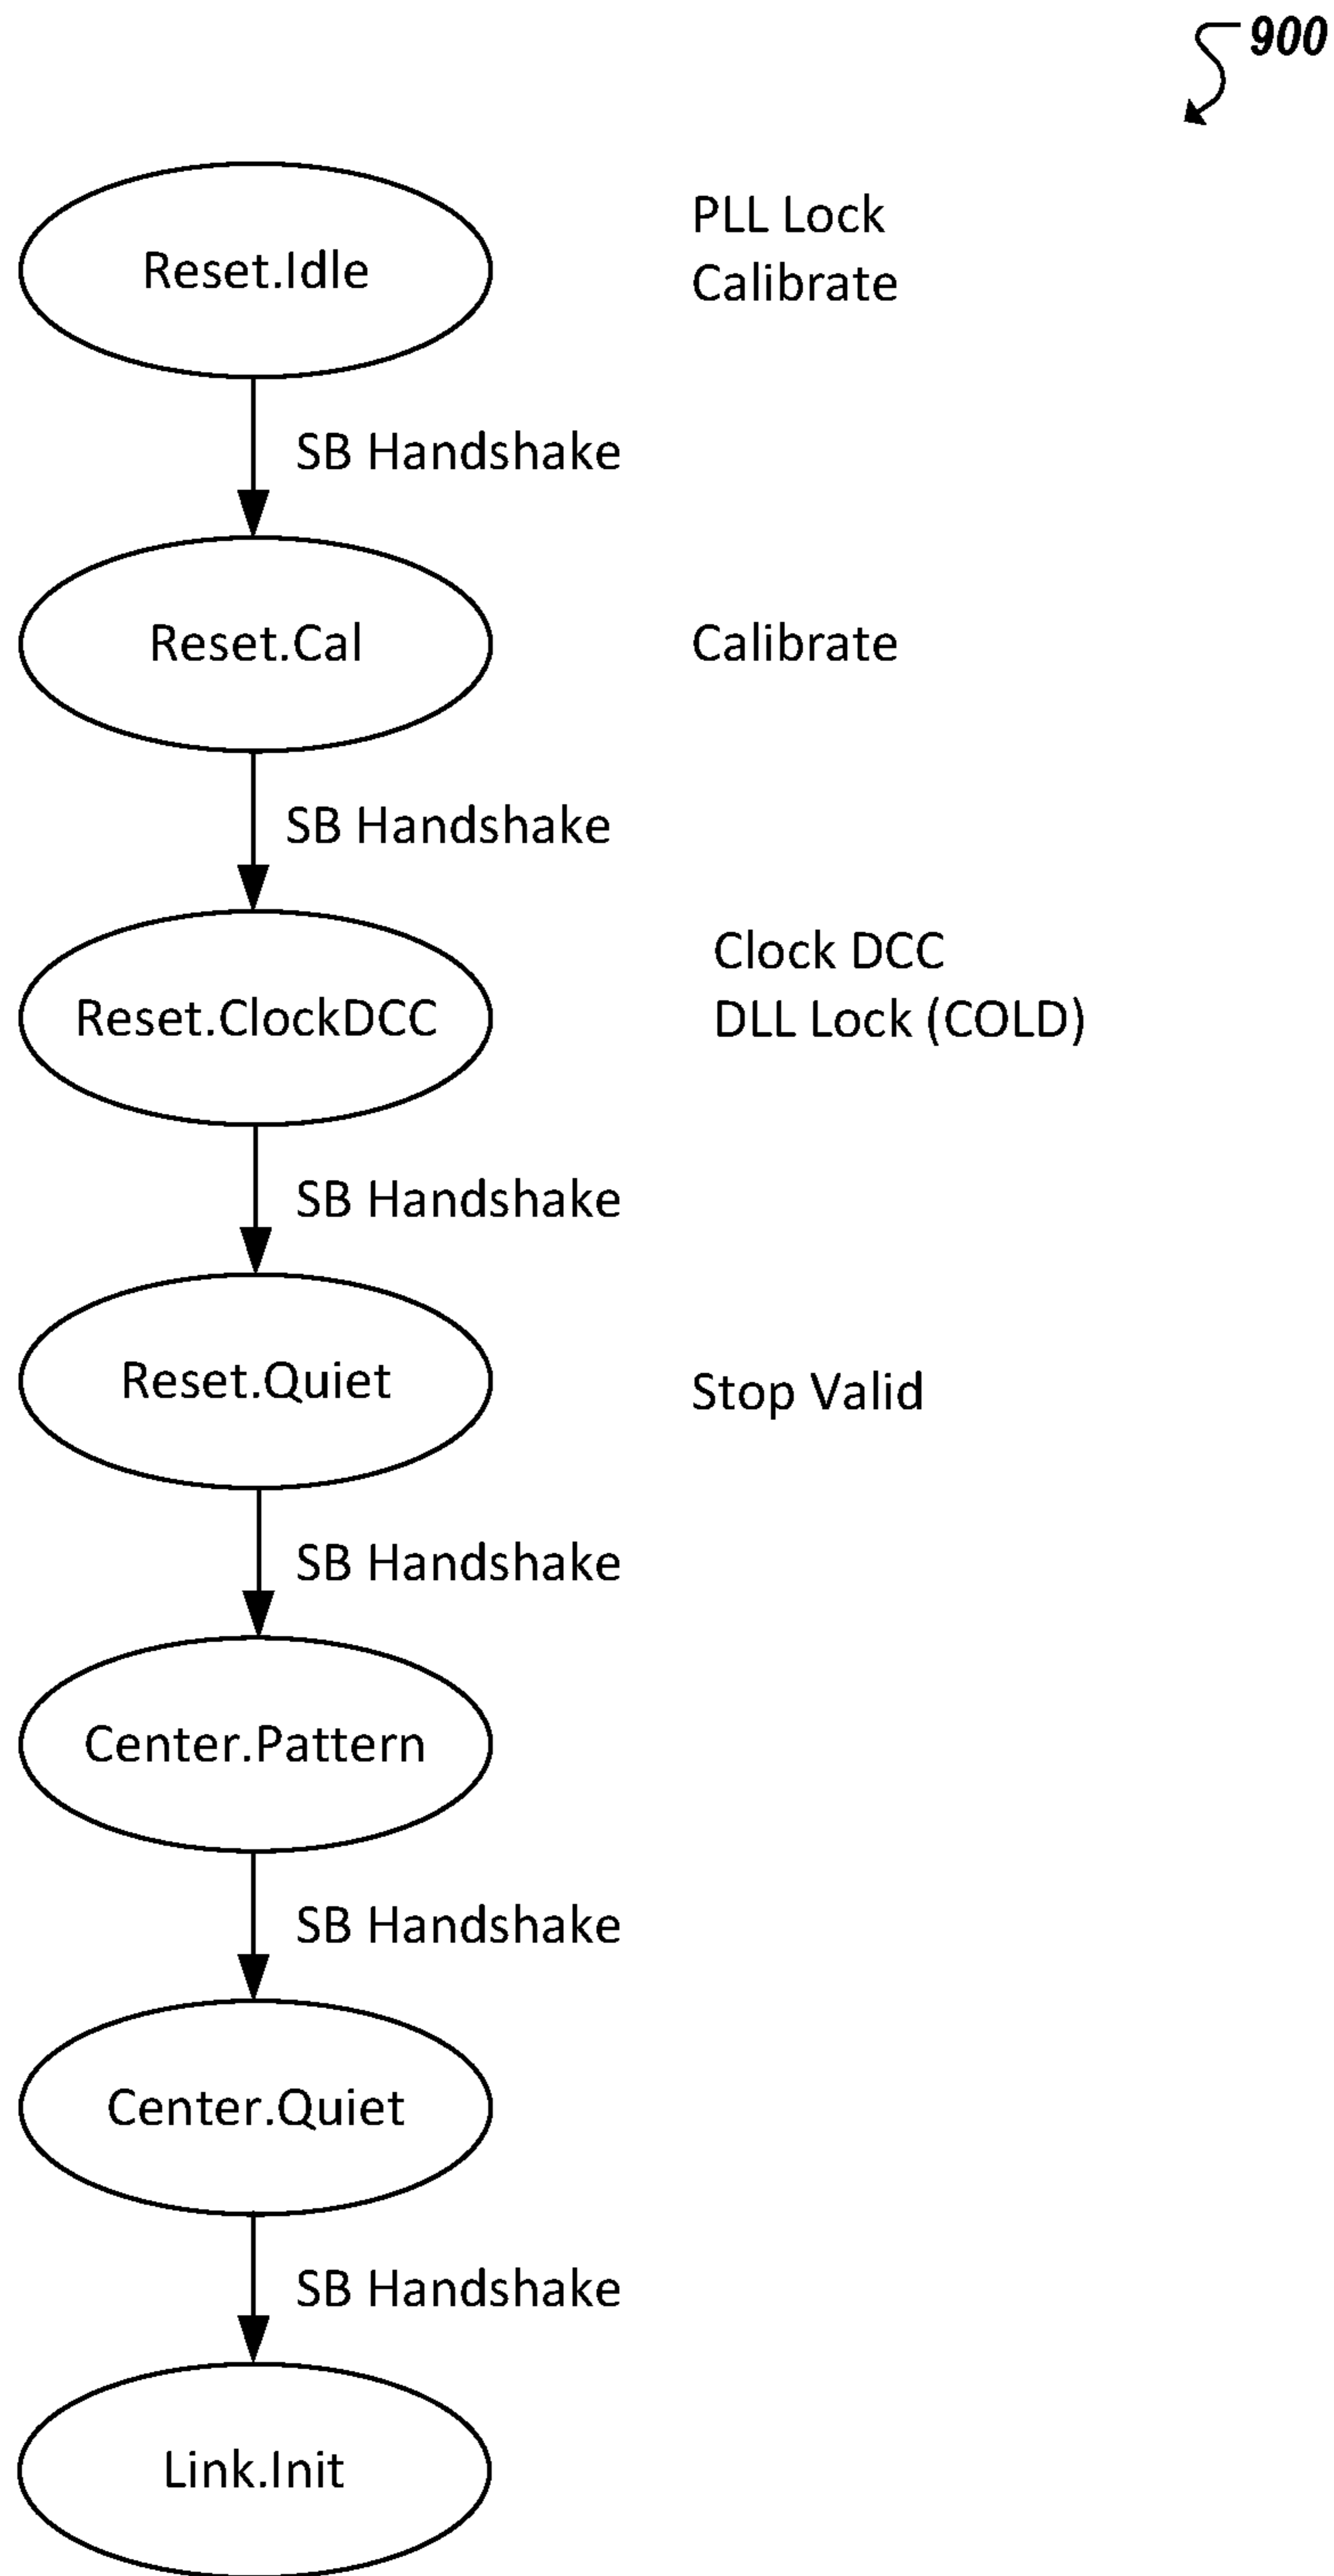 900
Reset.Idle
PLL Lock
Calibrate
SB Handshake
Reset.Cal
Calibrate
SB Handshake
Reset.ClockDCC
Clock DCC
DLL Lock (COLD)
SB Handshake
Reset.Quiet
Stop Valid
SB Handshake
Center.Pattern
SB Handshake
Center.Quiet
SB Handshake
Link.Init